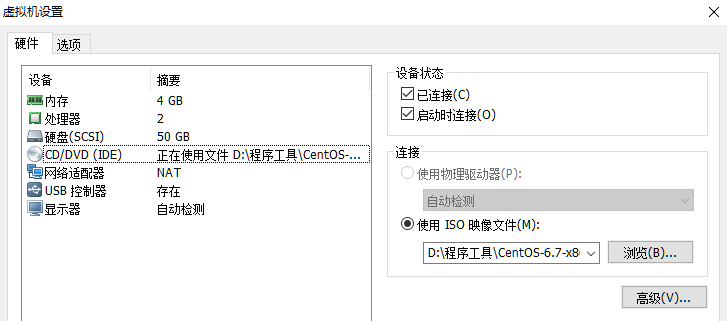 虚拟机设置
硬件 选项
设备 摘要
内存 4 GB
处理器 2
硬盘(SCSI) 50 GB
CD/DVD (IDE) 正在使用文件 D:\程序工具\CentOS-...
网络适配器 NAT
USB 控制器 存在
显示器 自动检测
设备状态
已连接(C)
启动时连接(O)
连接
使用物理驱动器(P):
自动检测
使用 ISO 映像文件(M):
D:\程序工具\CentOS-6.7-x8 浏览(B)...
高级(V)...